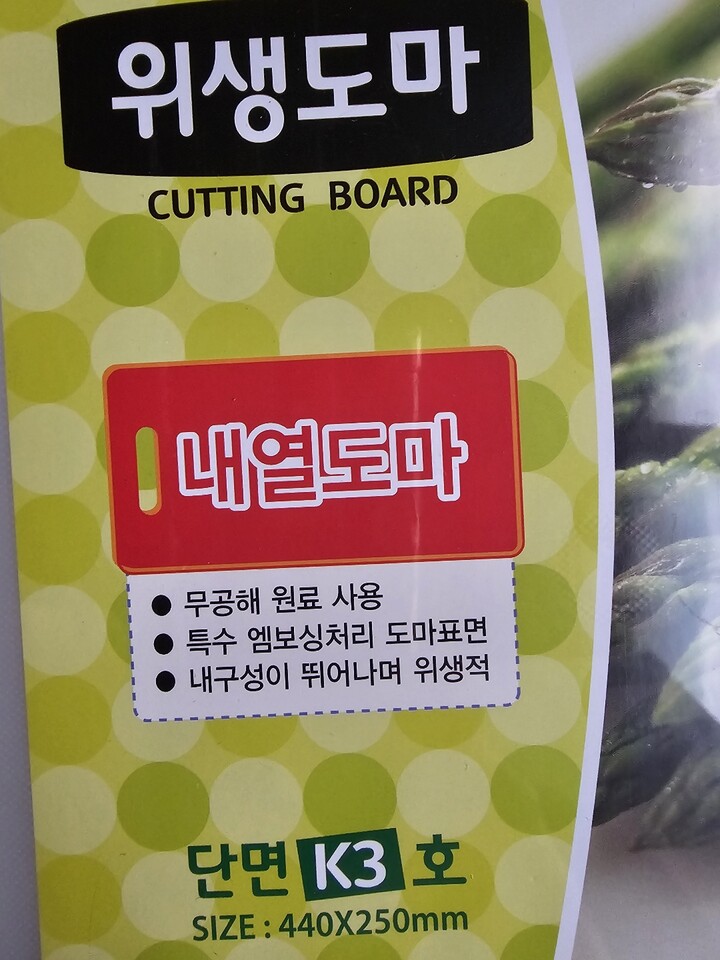 위생도마
CUTTING BOARD
내열도마
● 무공해 원료 사용
● 특수 엠보싱처리 도마표면
● 내구성이 뛰어나며 위생적
단면 K3 호
SIZE : 440X250mm